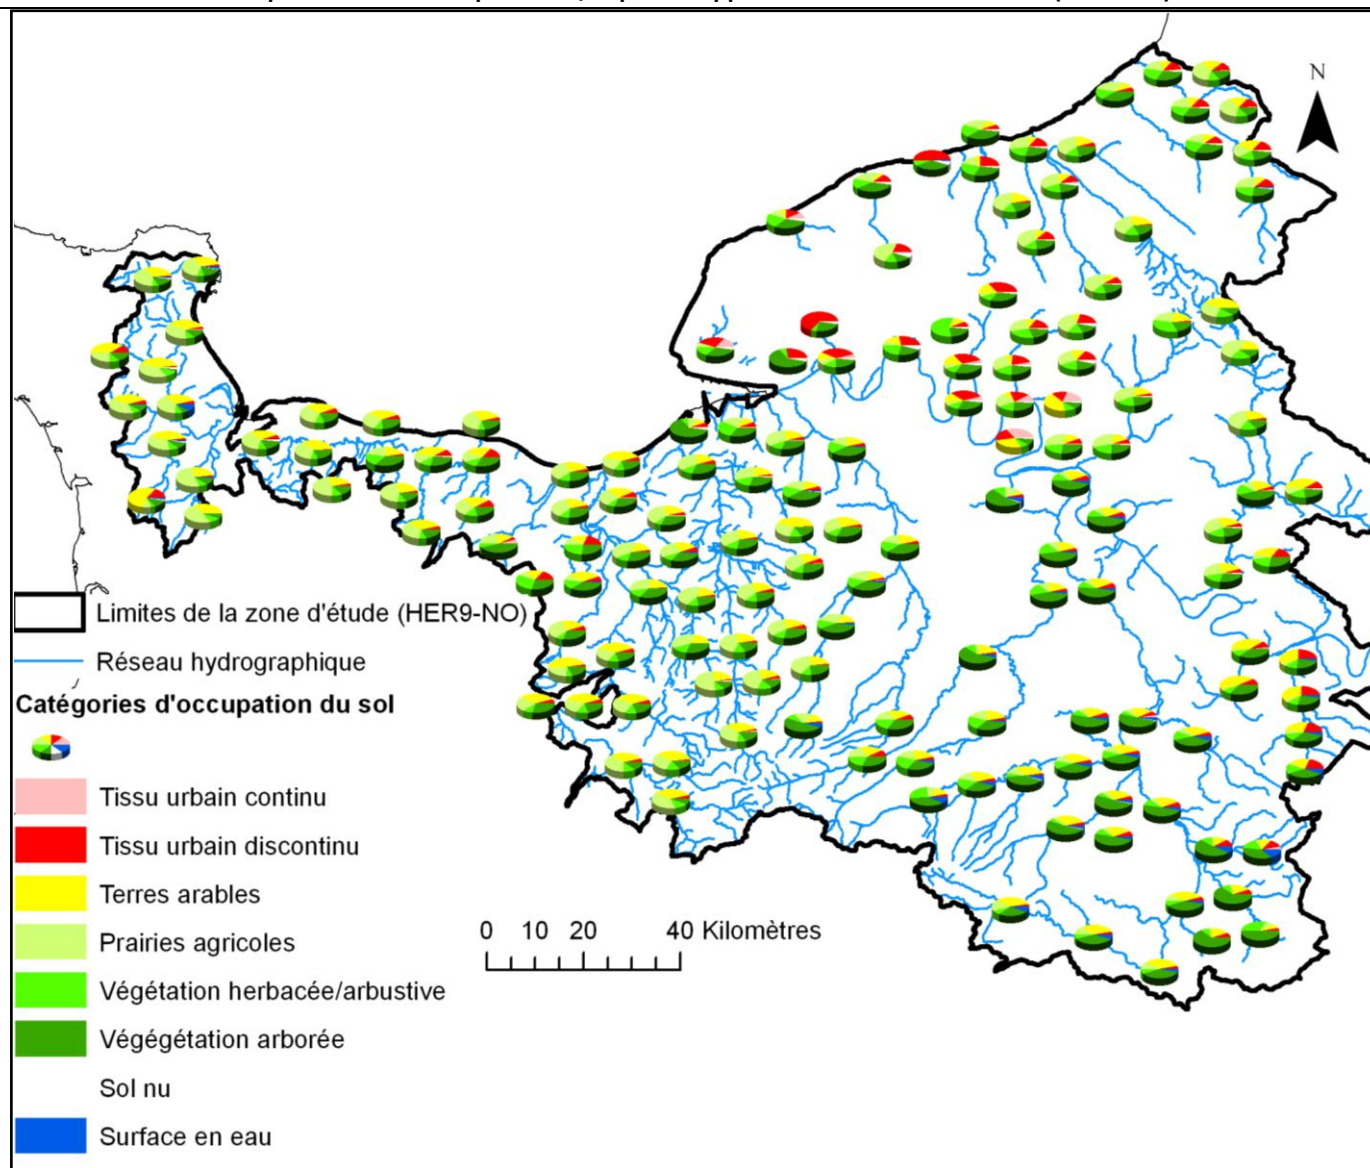 N
Limites de la zone d'étude (HER9-NO)
Réseau hydrographique
Catégories d'occupation du sol
Tissu urbain continu
Tissu urbain discontinu
Terres arables
Prairies agricoles
Végétation herbacée/arbustive
Végégétation arborée
Sol nu
Surface en eau
0 10 20 40 Kilomètres